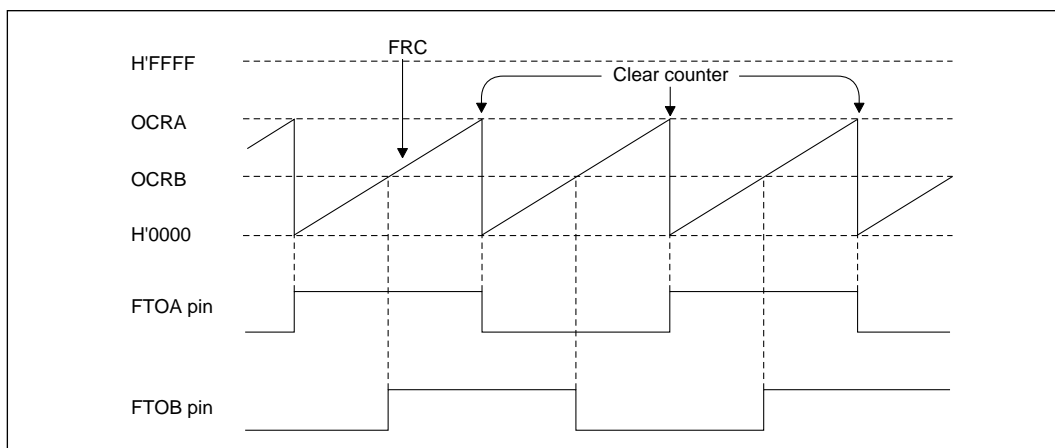 FRC
H'FFFF
Clear counter
OCRA
OCRB
H'0000
FTOA pin
FTOB pin